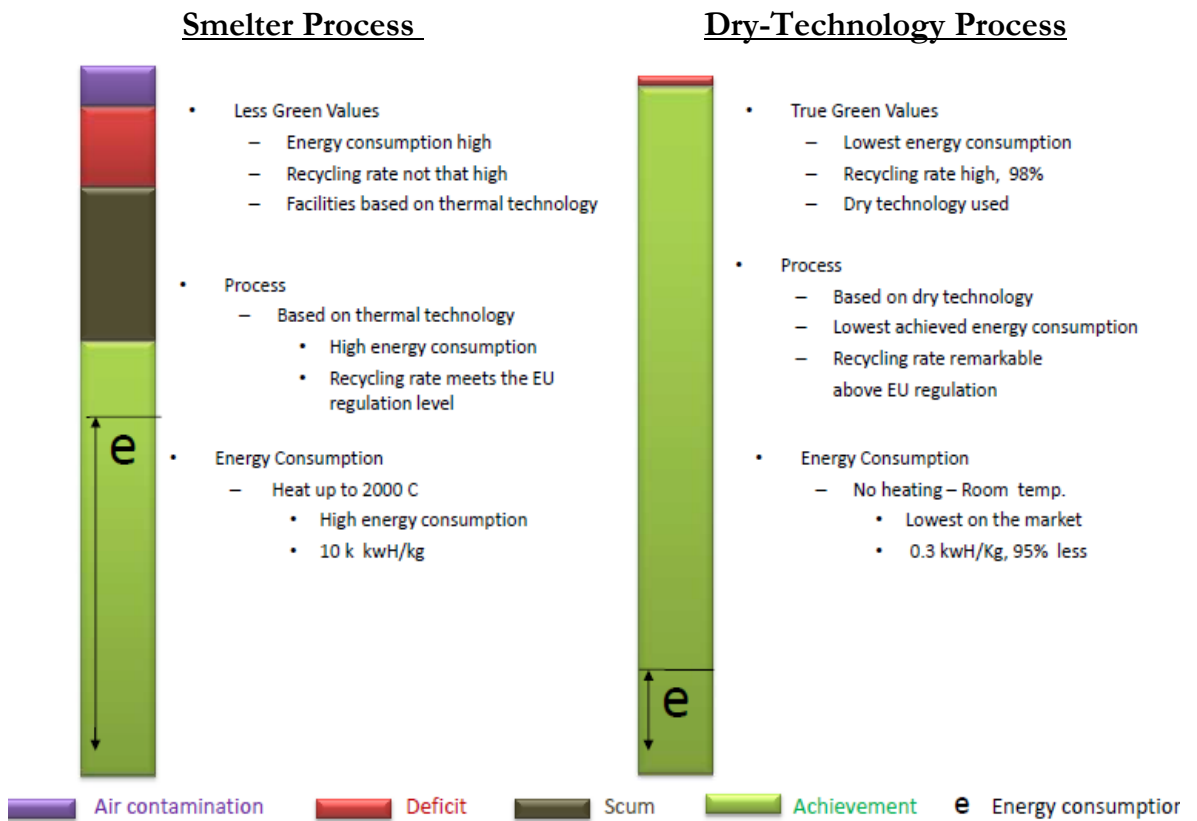 Smelter Process
• Less Green Values
– Energy consumption high
– Recycling rate not that high
– Facilities based on thermal technology
• Process
– Based on thermal technology
• High energy consumption
• Recycling rate meets the EU
regulation level
e
• Energy Consumption
– Heat up to 2000 C
• High energy consumption
• 10 k kwH/kg
Dry-Technology Process
• True Green Values
– Lowest energy consumption
– Recycling rate high, 98%
– Dry technology used
• Process
– Based on dry technology
– Lowest achieved energy consumption
– Recycling rate remarkable
above EU regulation
• Energy Consumption
– No heating – Room temp.
• Lowest on the market
• 0.3 kwH/Kg, 95% less
e
Air contamination
Deficit
Scum
Achievement
e Energy consumption